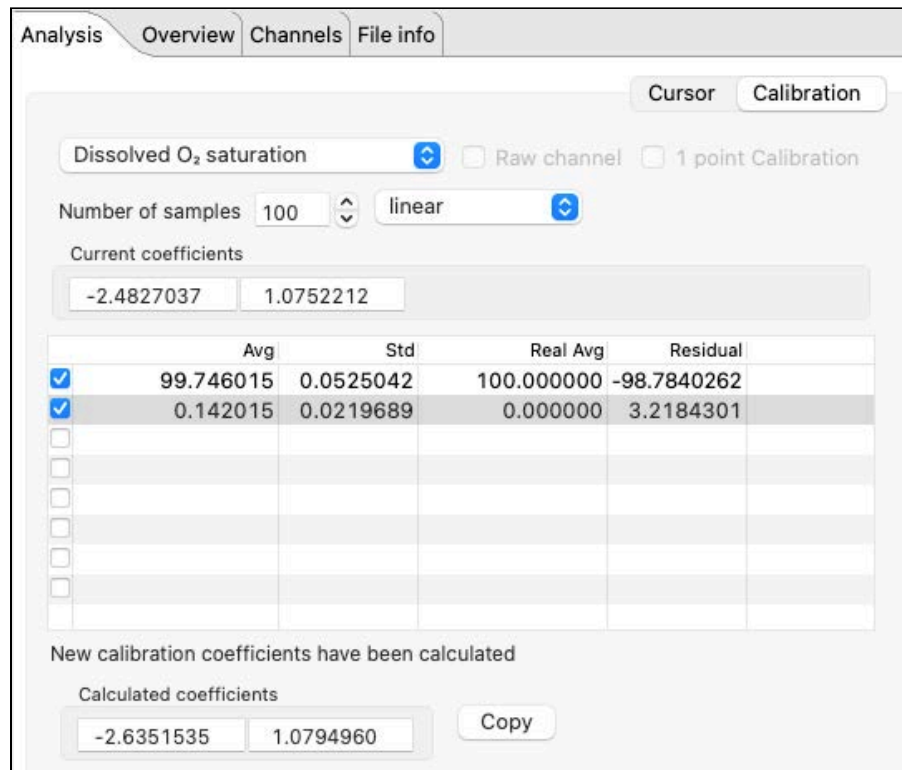 Analysis Overview Channels File info
Cursor Calibration
Dissolved O₂ saturation Raw channel 1 point Calibration
Number of samples 100 linear
Current coefficients
-2.4827037 1.0752212
Avg Std Real Avg Residual
99.746015 0.0525042 100.000000 -98.7840262
0.142015 0.0219689 0.000000 3.2184301
New calibration coefficients have been calculated
Calculated coefficients
-2.6351535 1.0794960 Copy